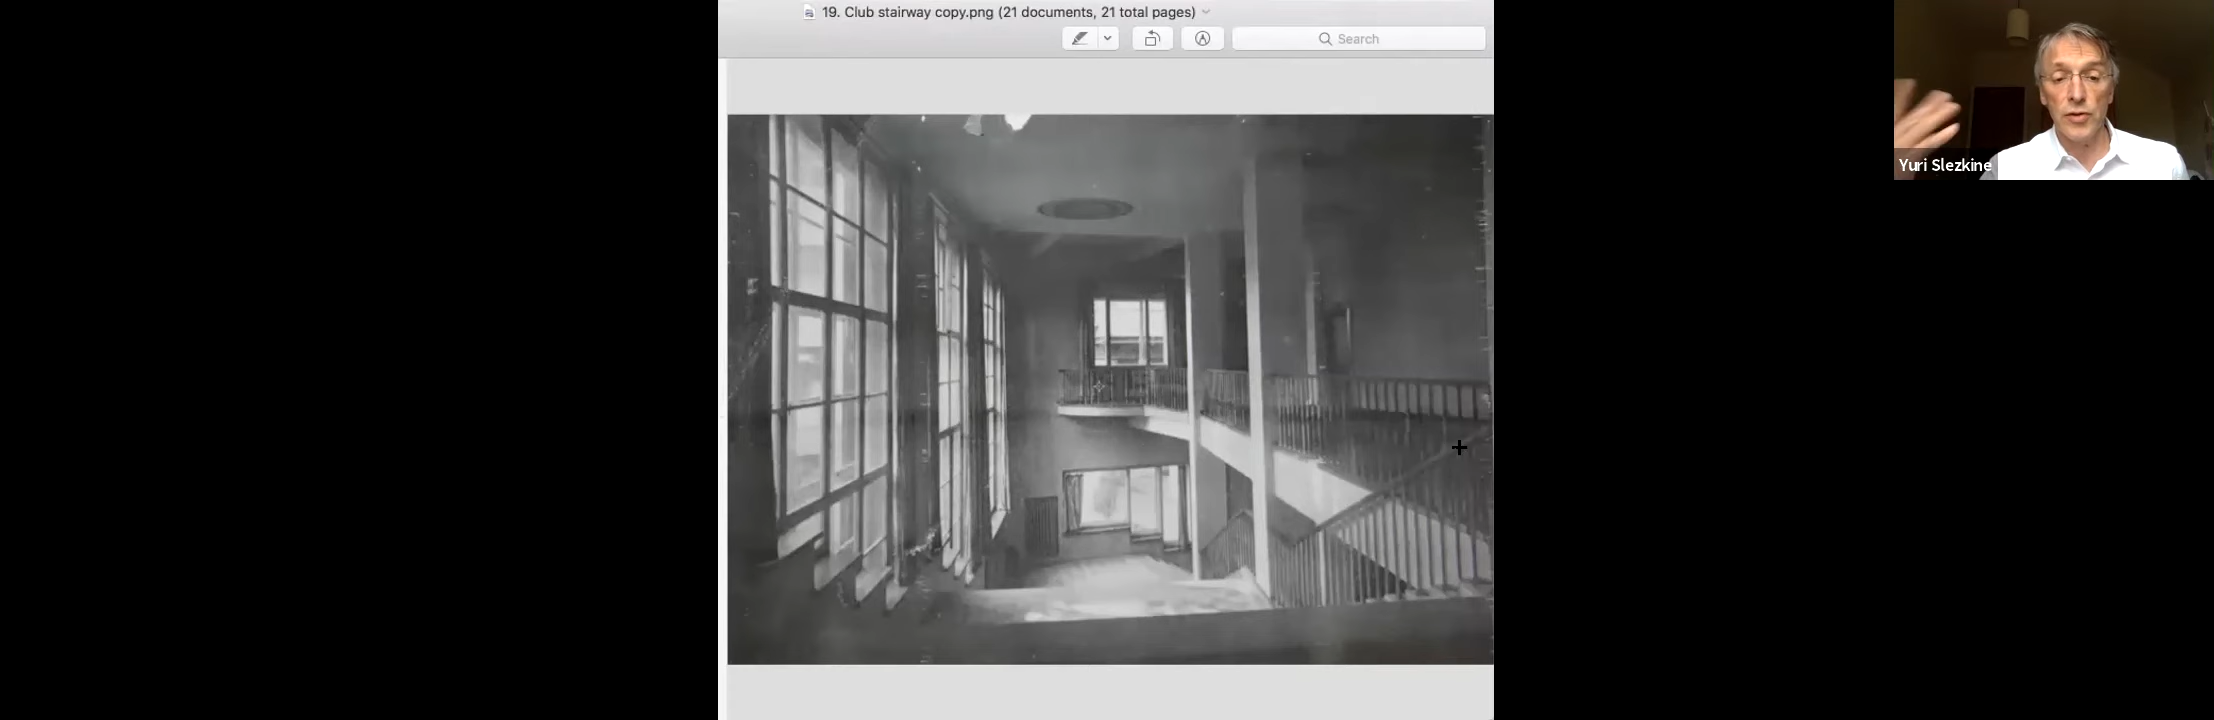 19. Club stairway copy.png (21 documents, 21 total pages)
Search
Yuri Slezkine